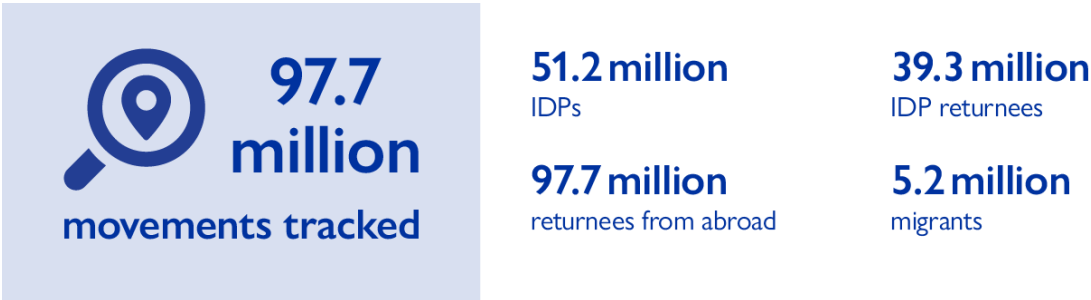 97.7
million
movements tracked
51.2 million
IDPs
39.3 million
IDP returnees
97.7 million
returnees from abroad
5.2 million
migrants